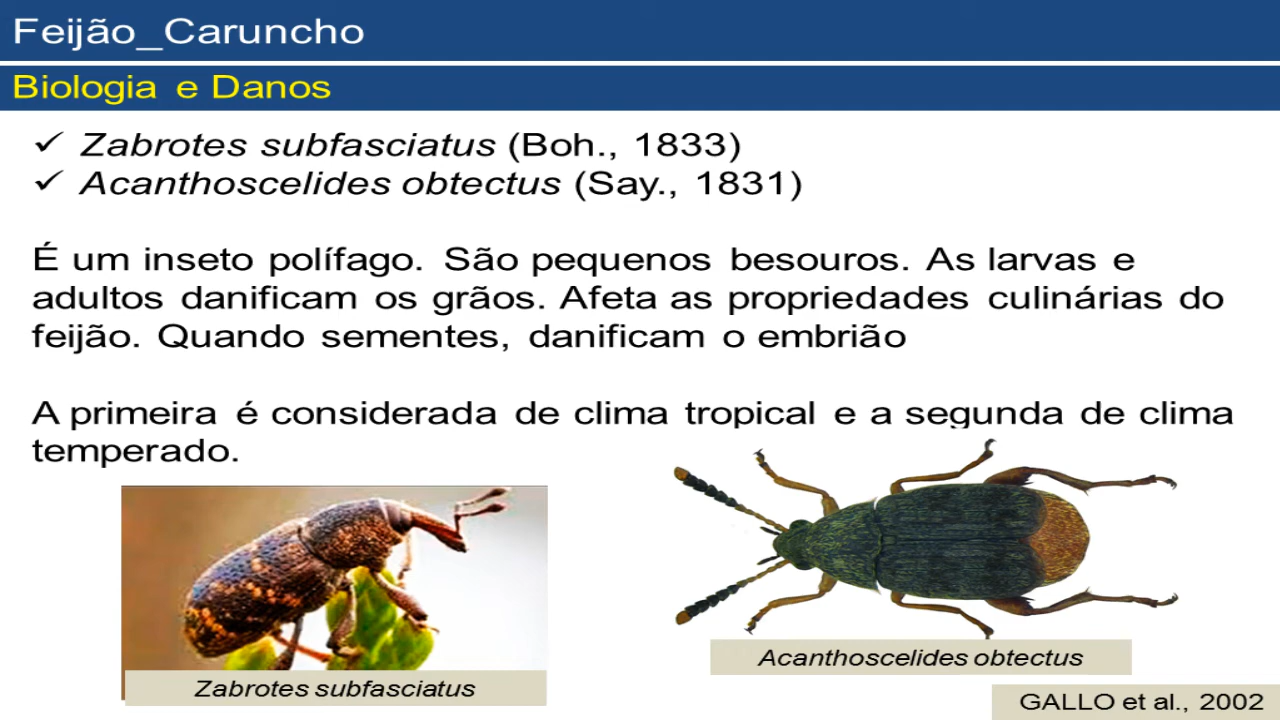 Feijão_Caruncho
Biologia e Danos
✓ Zabrotes subfasciatus (Boh., 1833)
✓ Acanthoscelides obtectus (Say., 1831)
É um inseto polífago. São pequenos besouros. As larvas e
adultos danificam os grãos. Afeta as propriedades culinárias do
feijão. Quando sementes, danificam o embrião
A primeira é considerada de clima tropical e a segunda de clima
temperado.
Zabrotes subfasciatus
Acanthoscelides obtectus
GALLO et al., 2002